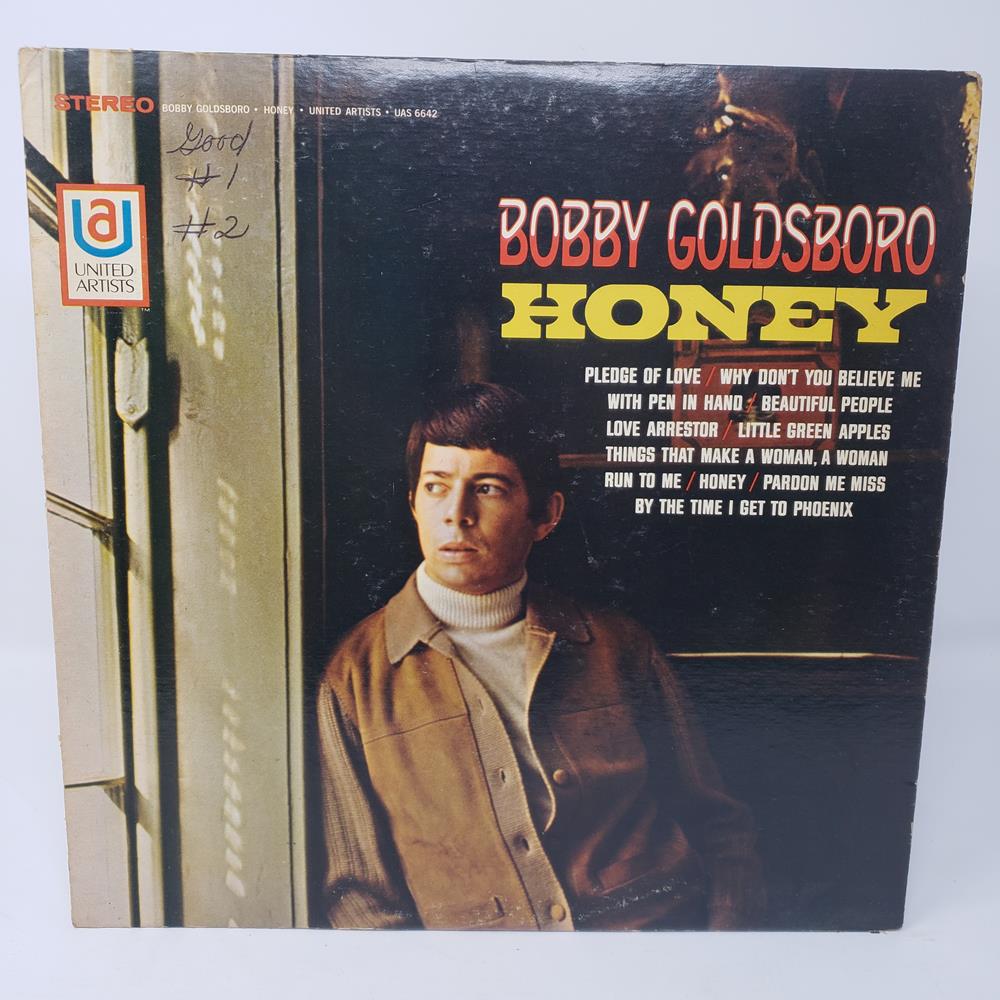 STEREO BOBBY GOLDSBORO • HONEY • UNITED ARTISTS • UAS 6642
Good
#1
#2
ua
UNITED
ARTISTS
TM
BOBBY GOLDSBORO
HONEY
PLEDGE OF LOVE / WHY DON'T YOU BELIEVE ME
WITH PEN IN HAND / BEAUTIFUL PEOPLE
LOVE ARRESTOR / LITTLE GREEN APPLES
THINGS THAT MAKE A WOMAN, A WOMAN
RUN TO ME / HONEY / PARDON ME MISS
BY THE TIME I GET TO PHOENIX